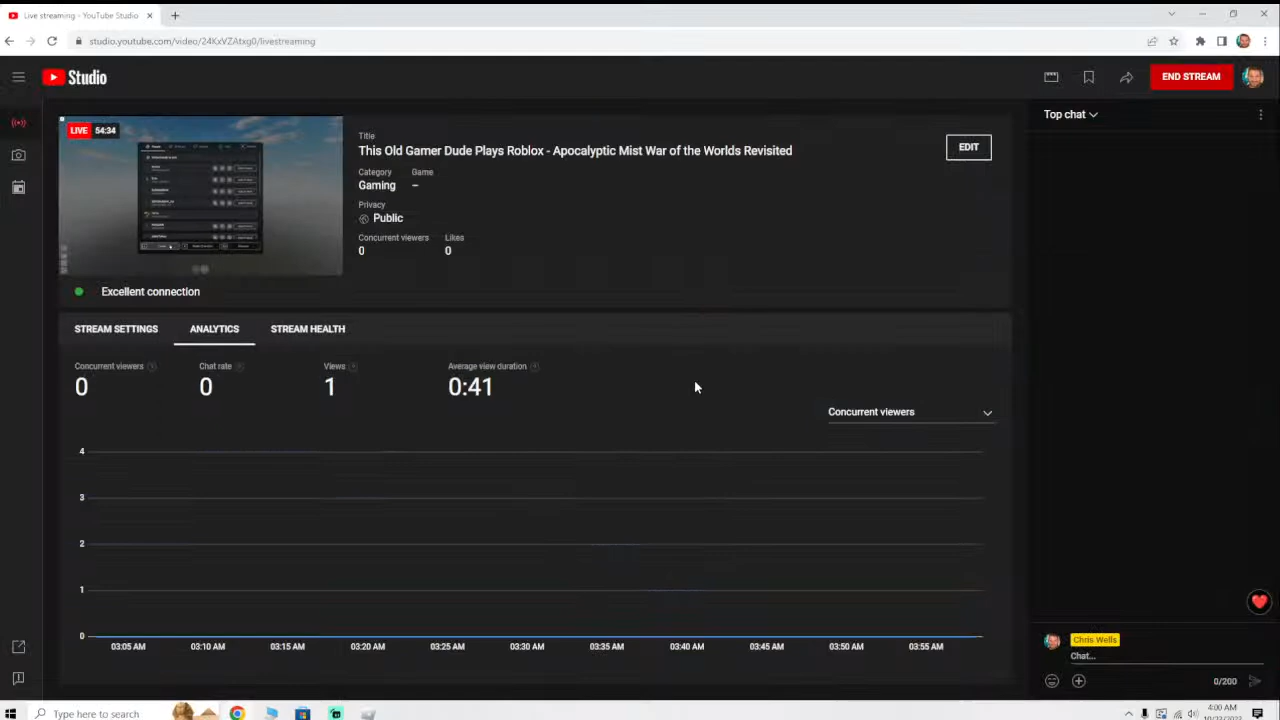 Live streaming - YouTube Studio
studio.youtube.com/video/24KxVZAtxg0/livestreaming
Studio
END STREAM
LIVE 54:34
Title
This Old Gamer Dude Plays Roblox - Apocalyptic Mist War of the Worlds Revisited
EDIT
Category Game
Gaming –
Privacy
Public
Concurrent viewers Likes
0 0
Excellent connection
Top chat
STREAM SETTINGS ANALYTICS STREAM HEALTH
Concurrent viewers Chat rate Views Average view duration
0 0 1 0:41
Concurrent viewers
4
3
2
1
0
03:05 AM 03:10 AM 03:15 AM 03:20 AM 03:25 AM 03:30 AM 03:35 AM 03:40 AM 03:45 AM 03:50 AM 03:55 AM
Chris Wells
Chat...
0/200
Type here to search
4:00 AM